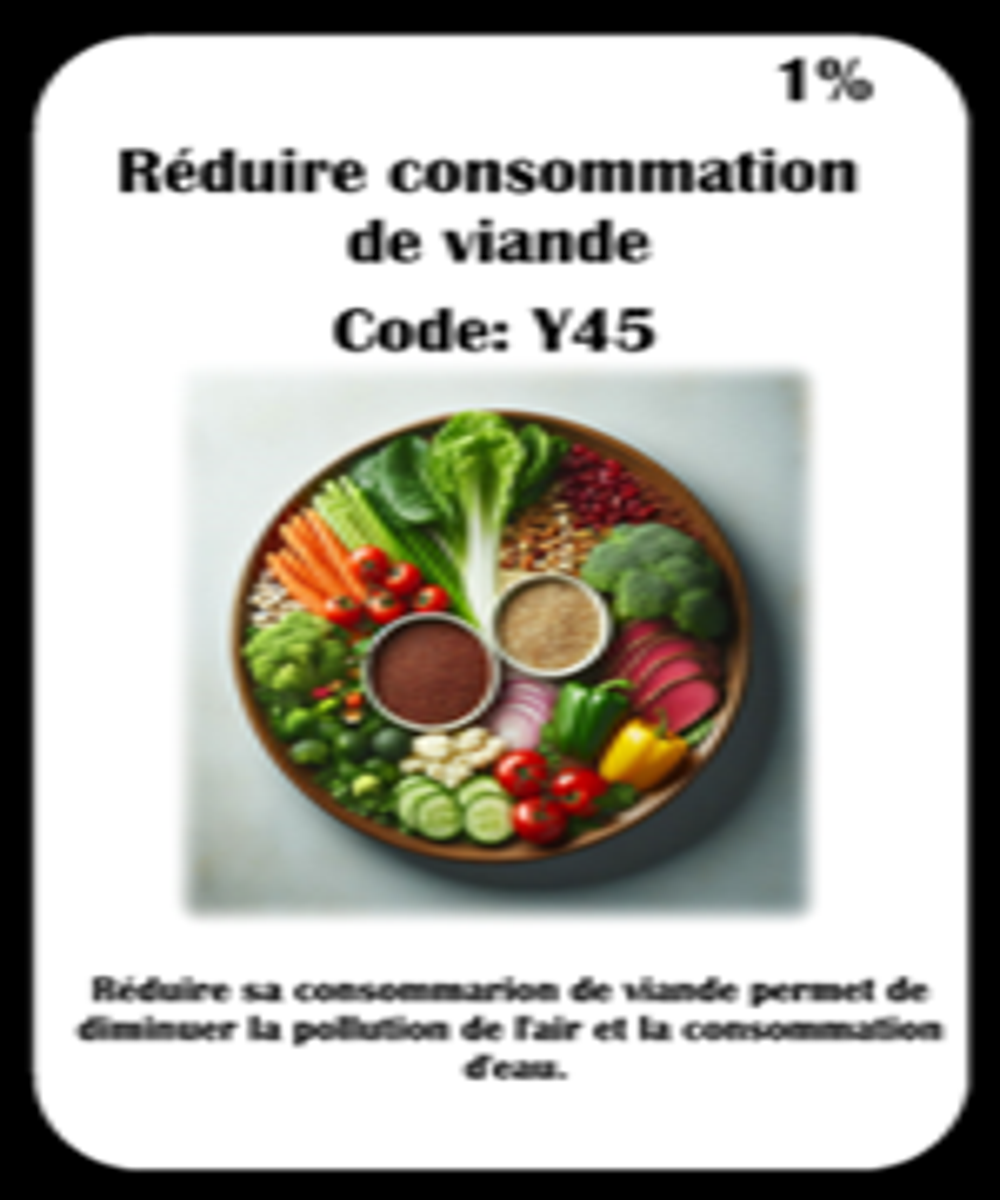 1%
Réduire consommation
de viande
Code: Y45
Réduire sa consommarion de viande permet de
diminuer la pollution de l'air et la consommation
d'eau.